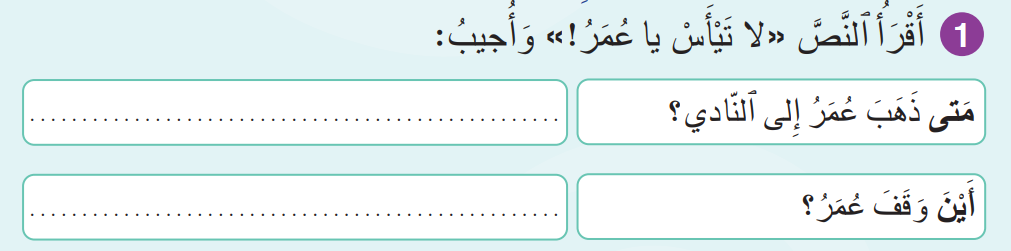 1 أَقْرَأُ ٱلنَّصَّ «لا تَيْأَسْ يا عُمَرُ!» وَأُجيبُ:
مَتى ذَهَبَ عُمَرُ إِلى ٱلنّادي؟ ......................................................
أَيْنَ وَقَفَ عُمَرُ؟ ......................................................